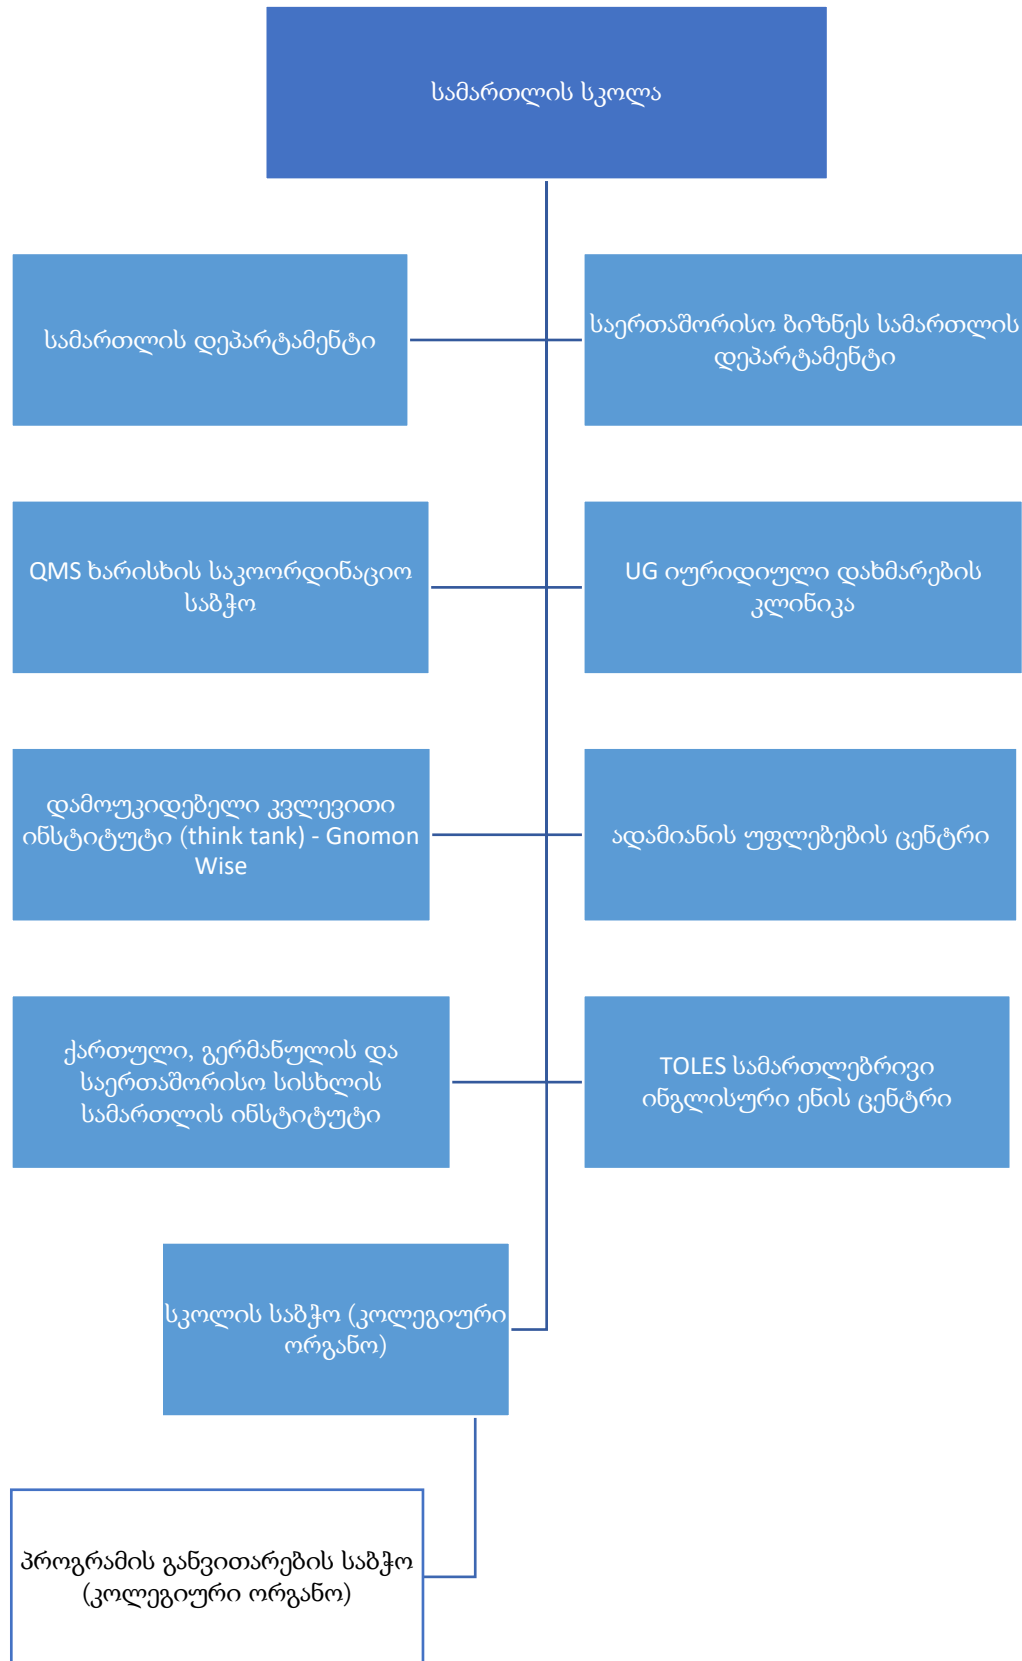 სამართლის სკოლა
სამართლის დეპარტამენტი
საერთაშორისო ბიზნეს სამართლის
დეპარტამენტი
QMS ხარისხის საკოორდინაციო
საბჭო
UG იურიდიული დახმარების
კლინიკა
დამოუკიდებელი კვლევითი
ინსტიტუტი (think tank) - Gnomon
Wise
ადამიანის უფლებების ცენტრი
ქართული, გერმანულის და
საერთაშორისო სისხლის
სამართლის ინსტიტუტი
TOLES სამართლებრივი
ინგლისური ენის ცენტრი
სკოლის საბჭო (კოლეგიური
ორგანო)
პროგრამის განვითარების საბჭო
(კოლეგიური ორგანო)